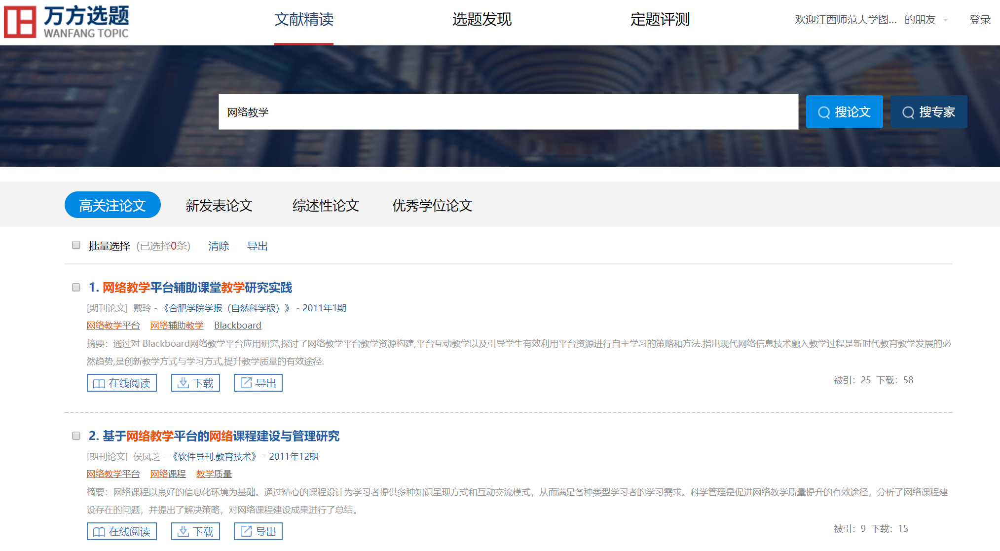 万方选题
WANFANG TOPIC
文献精读 选题发现 定题评测 欢迎江西师范大学图... 的朋友 登录
网络教学 搜论文 搜专家
高关注论文 新发表论文 综述性论文 优秀学位论文
批量选择 (已选择0条) 清除 导出
1. 网络教学平台辅助课堂教学研究实践
[期刊论文] 戴玲 - 《合肥学院学报（自然科学版）》 - 2011年1期
网络教学平台 网络辅助教学 Blackboard
摘要：通过对 Blackboard网络教学平台应用研究,探讨了网络教学平台教学资源构建,平台互动教学以及引导学生有效利用平台资源进行自主学习的策略和方法.指出现代网络信息技术融入教学过程是新时代教育教学发展的必
然趋势,是创新教学方式与学习方式,提升教学质量的有效途径.
在线阅读 下载 导出 被引：25 下载：58
2. 基于网络教学平台的网络课程建设与管理研究
[期刊论文] 侯凤芝 - 《软件导刊.教育技术》 - 2011年12期
网络教学平台 网络课程 教学质量
摘要：网络课程以良好的信息化环境为基础。通过精心的课程设计为学习者提供多种知识呈现方式和互动交流模式，从而满足各种类型学习者的学习需求。科学管理是促进网络教学质量提升的有效途径，分析了网络课程建
设存在的问题，并提出了解决策略，对网络课程建设成果进行了总结。
在线阅读 下载 导出 被引：9 下载：15